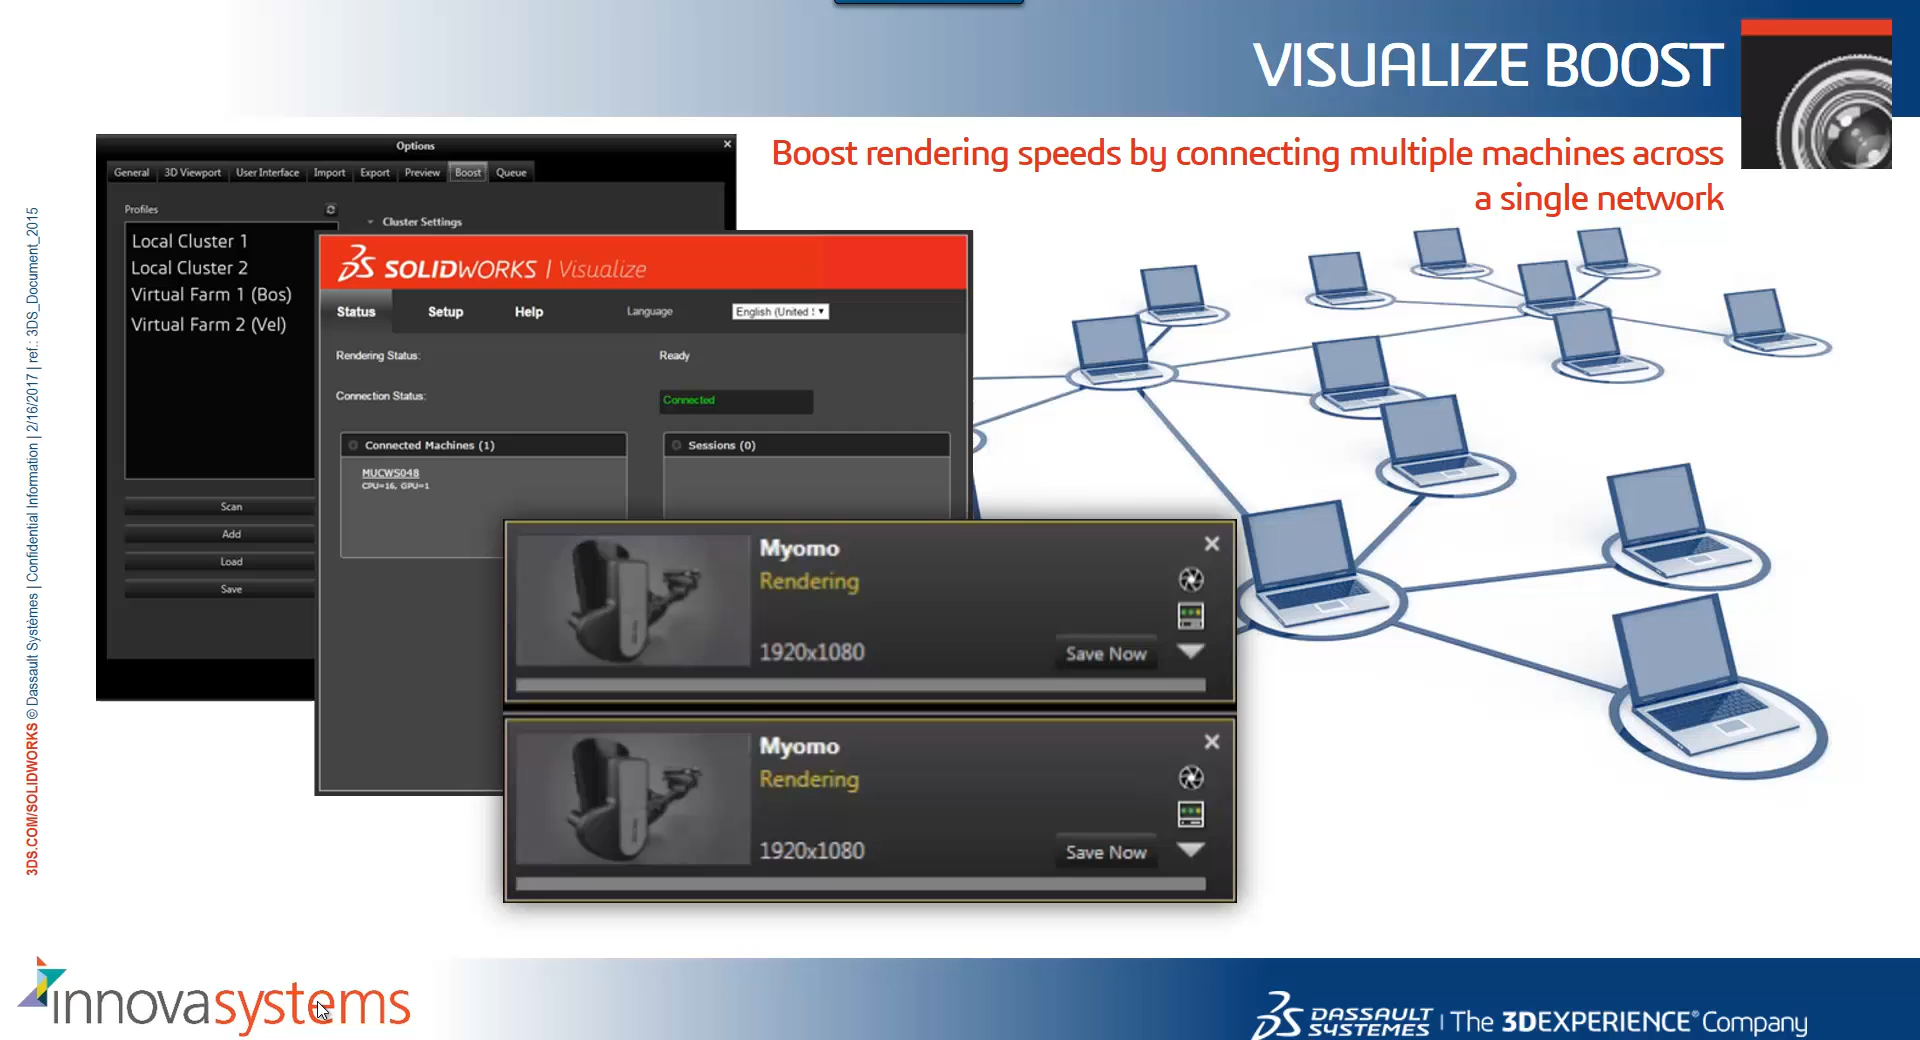 VISUALIZE BOOST
Boost rendering speeds by connecting multiple machines across
a single network
Options
General 3D Viewport User Interface Import Export Preview Boost Queue
Profiles
Cluster Settings
Local Cluster 1
Local Cluster 2
Virtual Farm 1 (Bos)
Virtual Farm 2 (Vel)
Scan
Add
Load
Save
3S SOLIDWORKS | Visualize
Status Setup Help Language English (United S
Rendering Status: Ready
Connection Status: Connected
Connected Machines (1) Sessions (0)
MUCWS048
CPU=16, GPU=1
Myomo
Rendering
1920x1080 Save Now
Myomo
Rendering
1920x1080 Save Now
3DS.COM/SOLIDWORKS © Dassault Systèmes | Confidential Information | 2/16/2017 | ref.: 3DS_Document_2015
innovasystems
3S DASSAULT SYSTEMES | The 3DEXPERIENCE® Company